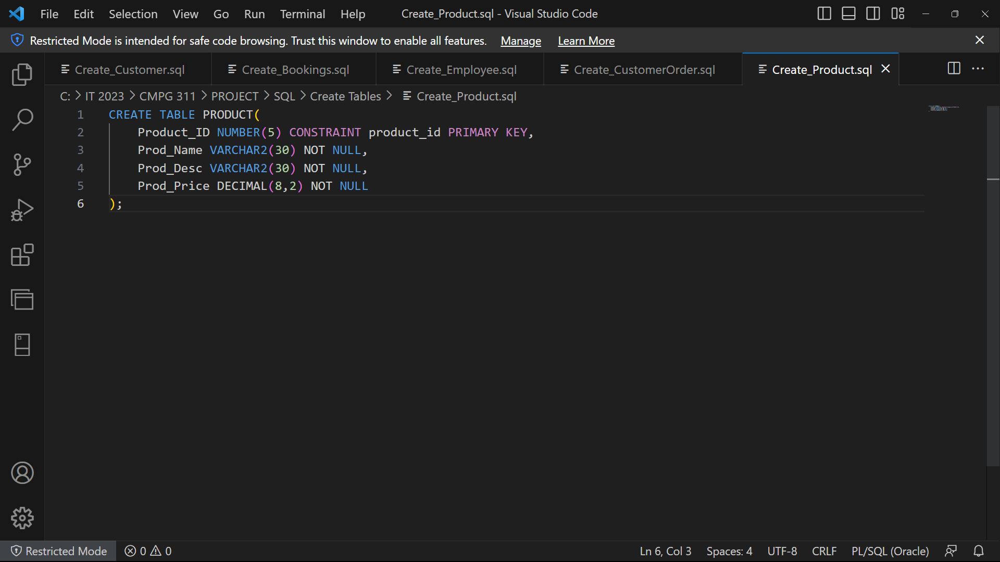 File Edit Selection View Go Run Terminal Help Create_Product.sql - Visual Studio Code
Restricted Mode is intended for safe code browsing. Trust this window to enable all features. Manage Learn More
Create_Customer.sql Create_Bookings.sql Create_Employee.sql Create_CustomerOrder.sql Create_Product.sql
C: > IT 2023 > CMPG 311 > PROJECT > SQL > Create Tables > Create_Product.sql
1 CREATE TABLE PRODUCT(
2 Product_ID NUMBER(5) CONSTRAINT product_id PRIMARY KEY,
3 Prod_Name VARCHAR2(30) NOT NULL,
4 Prod_Desc VARCHAR2(30) NOT NULL,
5 Prod_Price DECIMAL(8,2) NOT NULL
6 );
Restricted Mode 0 0 Ln 6, Col 3 Spaces: 4 UTF-8 CRLF PL/SQL (Oracle)